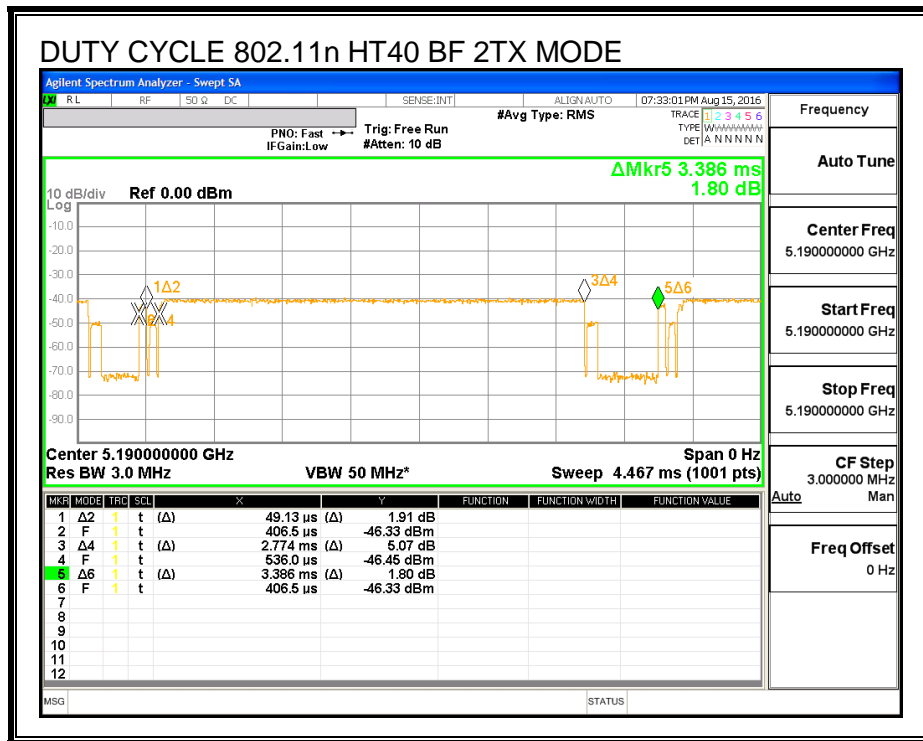 DUTY CYCLE 802.11n HT40 BF 2TX MODE
Agilent Spectrum Analyzer - Swept SA
LXI RL RF 50 Ω DC SENSE:INT ALIGN AUTO 07:33:01 PM Aug 15, 2016
#Avg Type: RMS TRACE 1 2 3 4 5 6
PNO: Fast Trig: Free Run TYPE WWWWWW
IFGain:Low #Atten: 10 dB DET A N N N N N
ΔMkr5 3.386 ms
1.80 dB
10 dB/div Ref 0.00 dBm
Log
-10.0
-20.0
-30.0
-40.0
-50.0
-60.0
-70.0
-80.0
-90.0
1Δ2
3Δ4
5Δ6
4
Center 5.190000000 GHz Span 0 Hz
Res BW 3.0 MHz VBW 50 MHz* Sweep 4.467 ms (1001 pts)
MKR MODE TRC SCL X Y FUNCTION FUNCTION WIDTH FUNCTION VALUE
1 Δ2 1 t (Δ) 49.13 µs (Δ) 1.91 dB
2 F 1 t 406.5 µs -46.33 dBm
3 Δ4 1 t (Δ) 2.774 ms (Δ) 5.07 dB
4 F 1 t 536.0 µs -46.45 dBm
5 Δ6 1 t (Δ) 3.386 ms (Δ) 1.80 dB
6 F 1 t 406.5 µs -46.33 dBm
7
8
9
10
11
12
MSG STATUS
Frequency
Auto Tune
Center Freq
5.190000000 GHz
Start Freq
5.190000000 GHz
Stop Freq
5.190000000 GHz
CF Step
3.000000 MHz
Auto Man
Freq Offset
0 Hz